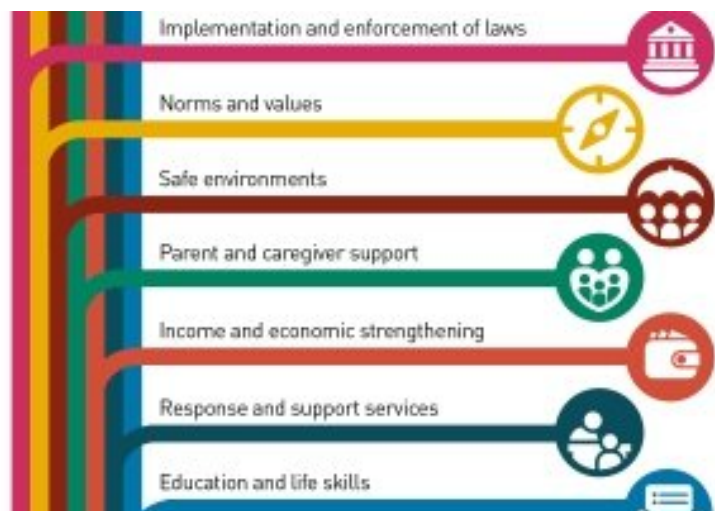 Implementation and enforcement of laws
Norms and values
Safe environments
Parent and caregiver support
Income and economic strengthening
Response and support services
Education and life skills